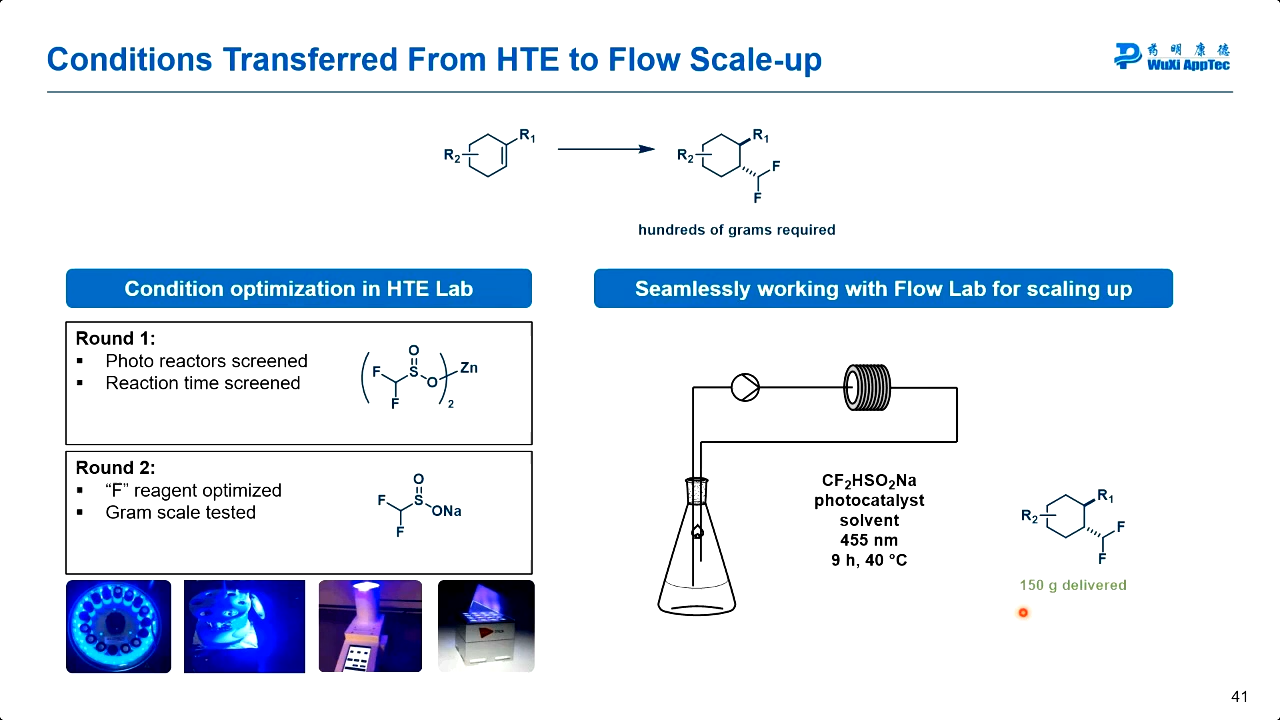 Conditions Transferred From HTE to Flow Scale-up
药明康德
WuXi AppTec
R1
R2
R1
R2
F
F
hundreds of grams required
Condition optimization in HTE Lab
Seamlessly working with Flow Lab for scaling up
Round 1:
▪ Photo reactors screened
▪ Reaction time screened
O
F
S
O
Zn
F
2
Round 2:
▪ “F” reagent optimized
▪ Gram scale tested
O
F
S
ONa
F
CF2HSO2Na
photocatalyst
solvent
455 nm
9 h, 40 °C
R1
R2
F
F
150 g delivered
41